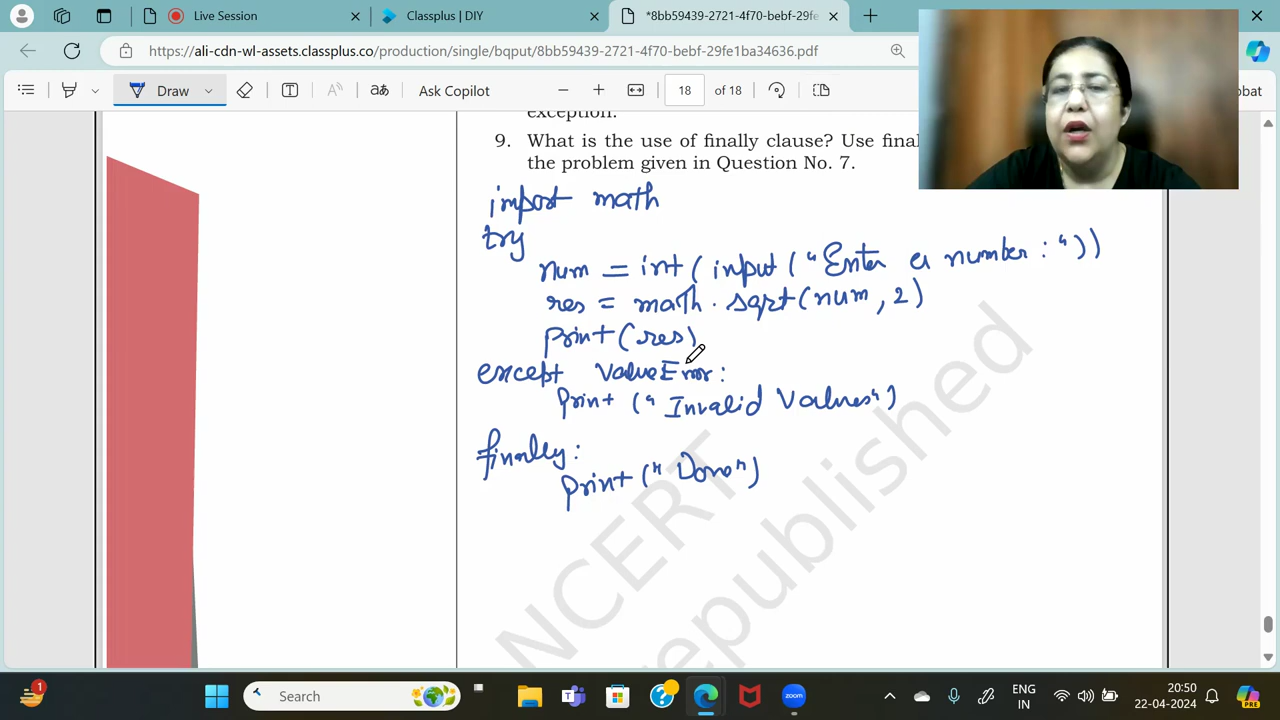 Live Session
Classplus | DIY
*8bb59439-2721-4f70-bebf-29fe
https://ali-cdn-wl-assets.classplus.co/production/single/bqput/8bb59439-2721-4f70-bebf-29fe1ba34636.pdf
Draw
Ask Copilot
18
of 18
bat
exception.
9. What is the use of finally clause? Use final
the problem given in Question No. 7.
import math
try
num = int(input("Enter a number:"))
res = math.sqrt(num, 2)
print(res)
except ValueError:
print("Invalid Values")
finally:
print("Done")
NCERT
republished
1
Search
ENG
IN
20:50
22-04-2024
PRE